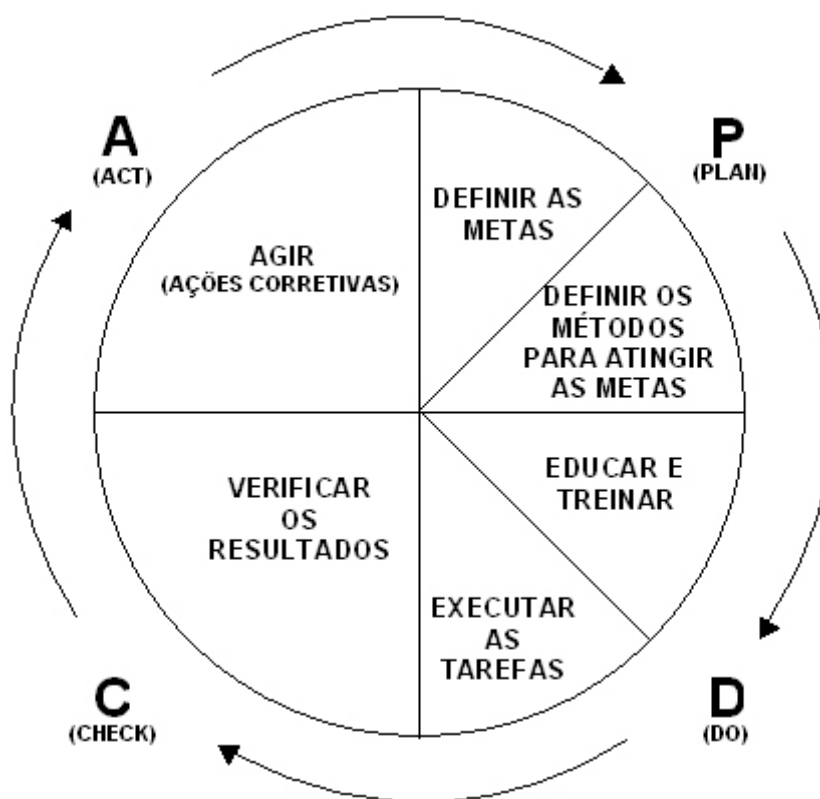 A
(ACT)
P
(PLAN)
DEFINIR AS
METAS
AGIR
(AÇÕES CORRETIVAS)
DEFINIR OS
MÉTODOS
PARA ATINGIR
AS METAS
EDUCAR E
TREINAR
VERIFICAR
OS
RESULTADOS
EXECUTAR
AS
TAREFAS
C
(CHECK)
D
(DO)